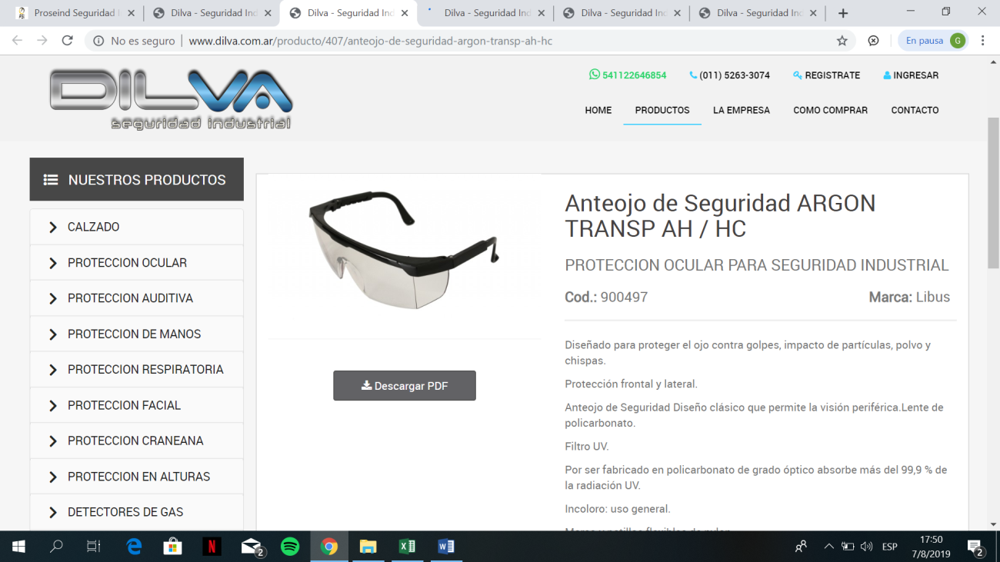 Proseind Seguridad I
Dilva - Seguridad Ind
Dilva - Seguridad Ind
Dilva - Seguridad Ind
Dilva - Seguridad Ind
Dilva - Seguridad Ind
No es seguro | www.dilva.com.ar/producto/407/anteojo-de-seguridad-argon-transp-ah-hc
En pausa
G
DILVA
seguridad industrial
541122646854
(011) 5263-3074
REGISTRATE
INGRESAR
HOME
PRODUCTOS
LA EMPRESA
COMO COMPRAR
CONTACTO
NUESTROS PRODUCTOS
CALZADO
PROTECCION OCULAR
PROTECCION AUDITIVA
PROTECCION DE MANOS
PROTECCION RESPIRATORIA
PROTECCION FACIAL
PROTECCION CRANEANA
PROTECCION EN ALTURAS
DETECTORES DE GAS
Descargar PDF
Anteojo de Seguridad ARGON
TRANSP AH / HC
PROTECCION OCULAR PARA SEGURIDAD INDUSTRIAL
Cod.: 900497
Marca: Libus
Diseñado para proteger el ojo contra golpes, impacto de partículas, polvo y
chispas.
Protección frontal y lateral.
Anteojo de Seguridad Diseño clásico que permite la visión periférica.Lente de
policarbonato.
Filtro UV.
Por ser fabricado en policarbonato de grado óptico absorbe más del 99,9 % de
la radiación UV.
Incoloro: uso general.
2
ESP
17:50
7/8/2019
2